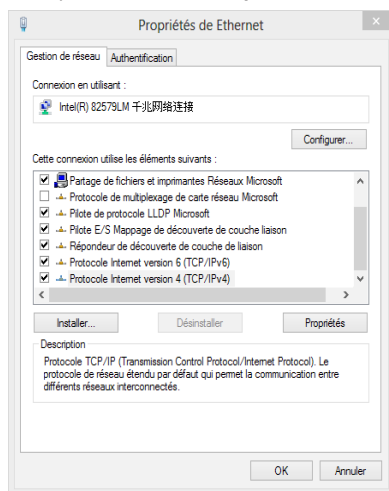 Propriétés de Ethernet
Gestion de réseau
Authentification
Connexion en utilisant :
Intel(R) 82579LM 千兆网络连接
Configurer...
Cette connexion utilise les éléments suivants :
Partage de fichiers et imprimantes Réseaux Microsoft
Protocole de multiplexage de carte réseau Microsoft
Pilote de protocole LLDP Microsoft
Pilote E/S Mappage de découverte de couche liaison
Répondeur de découverte de couche de liaison
Protocole Internet version 6 (TCP/IPv6)
Protocole Internet version 4 (TCP/IPv4)
Installer...
Désinstaller
Propriétés
Description
Protocole TCP/IP (Transmission Control Protocol/Internet Protocol). Le
protocole de réseau étendu par défaut qui permet la communication entre
différents réseaux interconnectés.
OK
Annuler